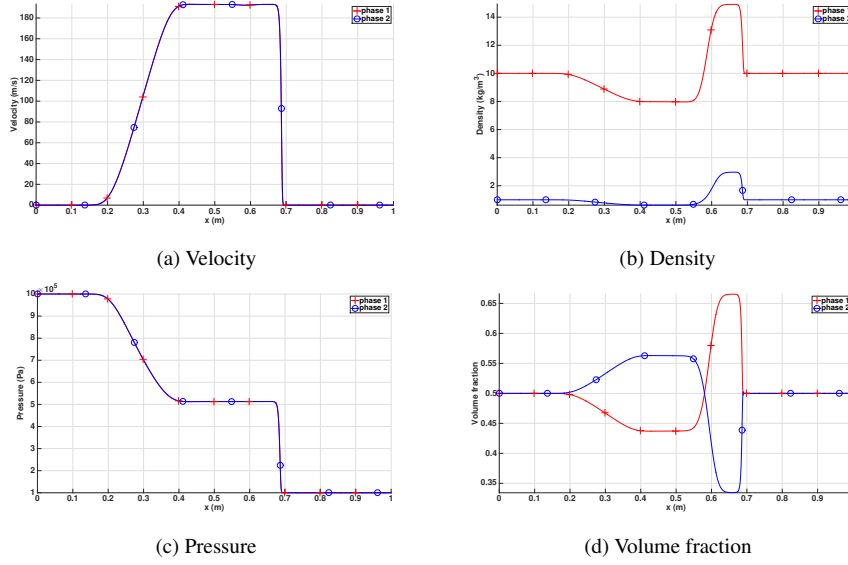 phase 1
phase 2
Velocity (m/s)
180
160
140
120
100
80
60
40
20
0
0 0.1 0.2 0.3 0.4 0.5 0.6 0.7 0.8 0.9 1
x (m)
(a) Velocity
phase 1
phase 2
Density (kg/m³)
14
12
10
8
6
4
2
0 0.1 0.2 0.3 0.4 0.5 0.6 0.7 0.8 0.9
x (m)
(b) Density
×10⁵
phase 1
phase 2
Pressure (Pa)
10
9
8
7
6
5
4
3
2
1
0 0.1 0.2 0.3 0.4 0.5 0.6 0.7 0.8 0.9 1
x (m)
(c) Pressure
phase 1
phase 2
Volume fraction
0.65
0.6
0.55
0.5
0.45
0.4
0.35
0 0.1 0.2 0.3 0.4 0.5 0.6 0.7 0.8 0.9
x (m)
(d) Volume fraction